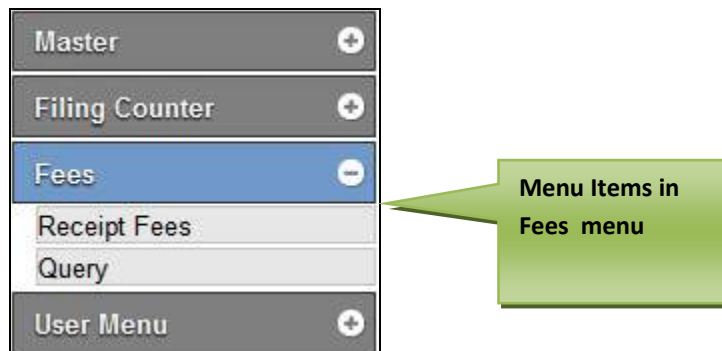 Master
Filing Counter
Fees
Receipt Fees
Query
User Menu
Menu Items in
Fees menu